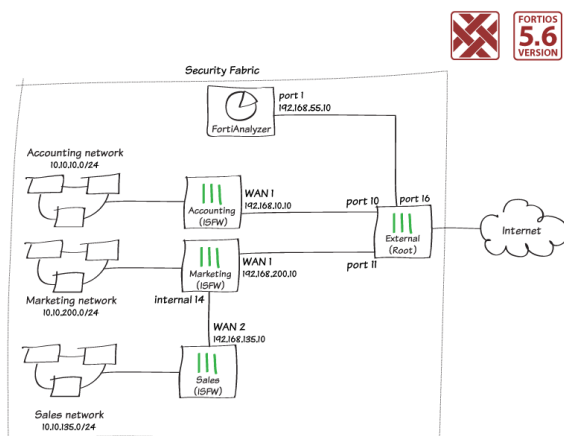 FORTIOS
5.6
VERSION
Security Fabric
port 1
192.168.55.10
FortiAnalyzer
Accounting network
10.10.10.0/24
WAN 1
192.168.10.10
Accounting
(ISFW)
port 10
port 16
External
(Root)
Internet
port 11
WAN 1
192.168.200.10
Marketing
(ISFW)
Marketing network
10.10.200.0/24
internal 14
WAN 2
192.168.135.10
Sales
(ISFW)
Sales network
10.10.135.0/24